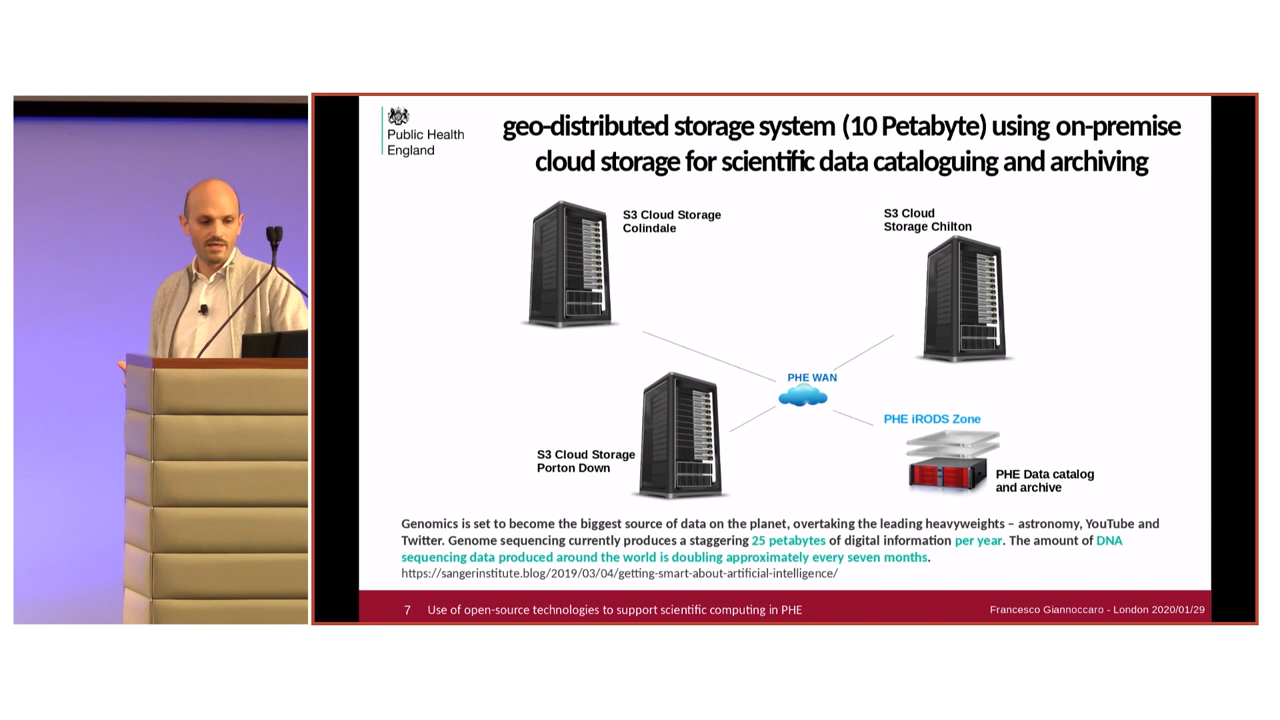 Public Health
England
geo-distributed storage system (10 Petabyte) using on-premise
cloud storage for scientific data cataloguing and archiving
S3 Cloud Storage
Colindale
S3 Cloud
Storage Chilton
PHE WAN
PHE iRODS Zone
S3 Cloud Storage
Porton Down
PHE Data catalog
and archive
Genomics is set to become the biggest source of data on the planet, overtaking the leading heavyweights – astronomy, YouTube and
Twitter. Genome sequencing currently produces a staggering 25 petabytes of digital information per year. The amount of DNA
sequencing data produced around the world is doubling approximately every seven months.
https://sangerinstitute.blog/2019/03/04/getting-smart-about-artificial-intelligence/
7 Use of open-source technologies to support scientific computing in PHE
Francesco Giannoccaro - London 2020/01/29